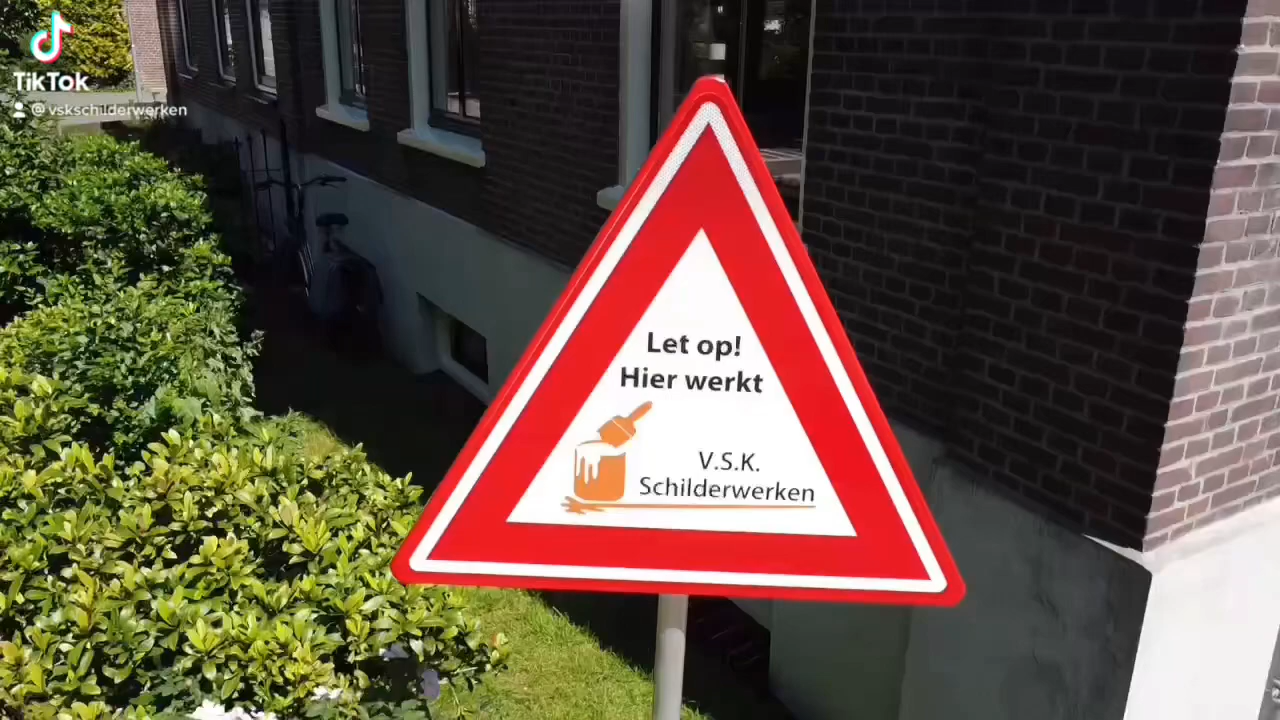 TikTok
@vskschilderwerken
Let op!
Hier werkt
V.S.K.
Schilderwerken